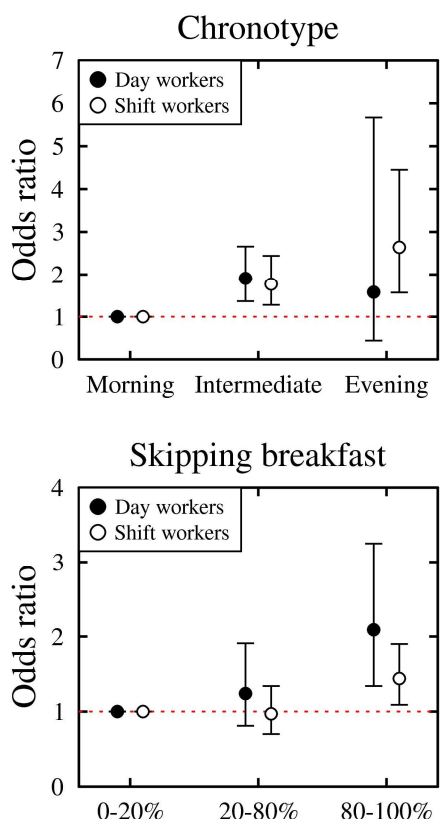 Chronotype
7
6
5
4
3
2
1
0
Odds ratio
Day workers
Shift workers
Morning Intermediate Evening
Skipping breakfast
4
3
2
1
0
Odds ratio
Day workers
Shift workers
0-20% 20-80% 80-100%